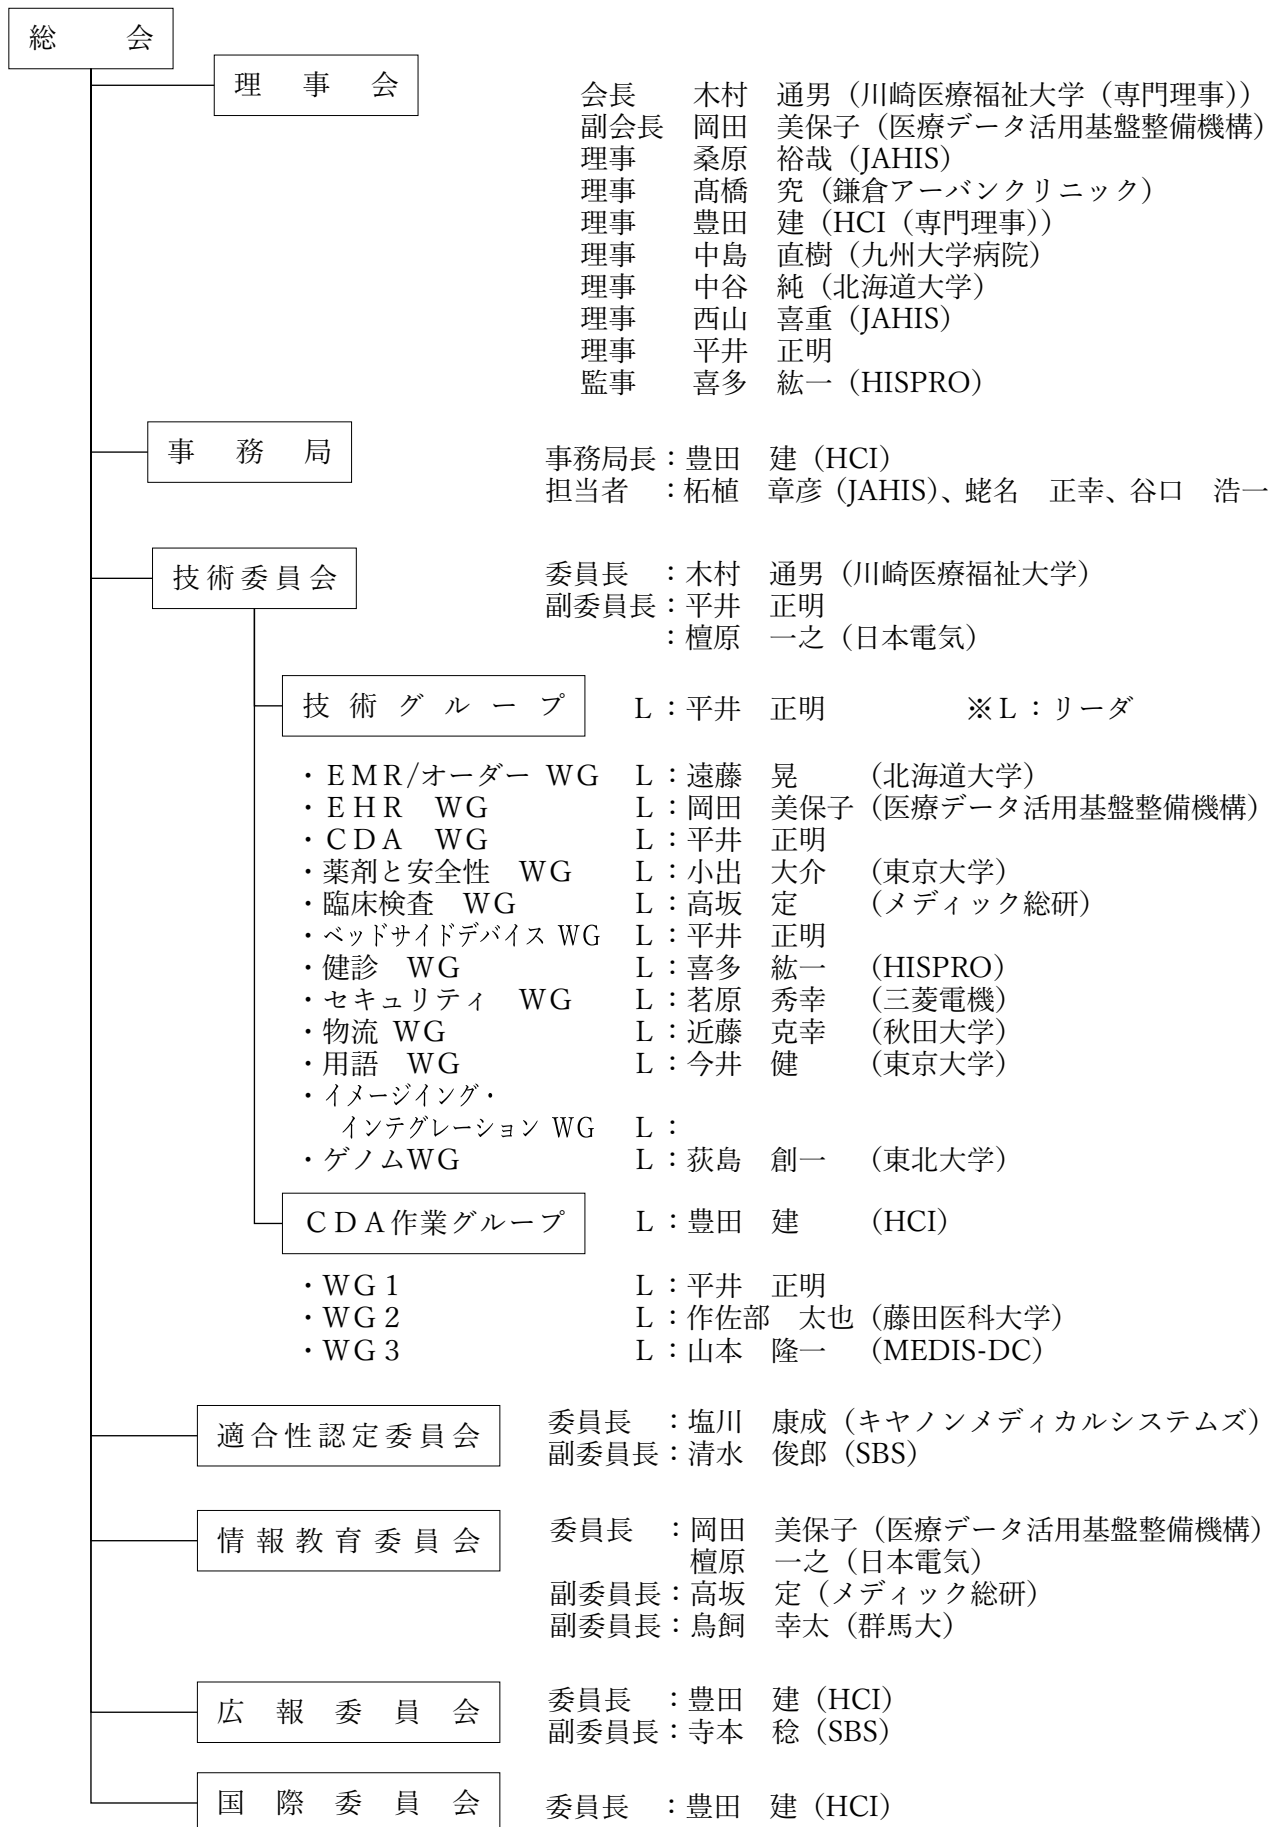 総　会
理　事　会
会長　木村　通男（川崎医療福祉大学（専門理事））
副会長　岡田　美保子（医療データ活用基盤整備機構）
理事　桑原　裕哉（JAHIS）
理事　髙橋　究（鎌倉アーバンクリニック）
理事　豊田　建（HCI（専門理事））
理事　中島　直樹（九州大学病院）
理事　中谷　純（北海道大学）
理事　西山　喜重（JAHIS）
理事　平井　正明
監事　喜多　紘一（HISPRO）
事　務　局
事務局長：豊田　建（HCI）
担当者　：柘植　章彦（JAHIS）、蛯名　正幸、谷口　浩一
技術委員会
委員長　：木村　通男（川崎医療福祉大学）
副委員長：平井　正明
：檀原　一之（日本電気）
技術グループ　L：平井　正明　※L：リーダ
・EMR/オーダー WG　L：遠藤　晃　（北海道大学）
・EHR　WG　L：岡田　美保子（医療データ活用基盤整備機構）
・CDA　WG　L：平井　正明
・薬剤と安全性　WG　L：小出　大介　（東京大学）
・臨床検査　WG　L：高坂　定　（メディック総研）
・ベッドサイドデバイス WG　L：平井　正明
・健診　WG　L：喜多　紘一　（HISPRO）
・セキュリティ　WG　L：茗原　秀幸　（三菱電機）
・物流 WG　L：近藤　克幸　（秋田大学）
・用語　WG　L：今井　健　（東京大学）
・イメージイング・
インテグレーション WG　L：
・ゲノムWG　L：荻島　創一　（東北大学）
CDA作業グループ　L：豊田　建　（HCI）
・WG1　L：平井　正明
・WG2　L：作佐部　太也（藤田医科大学）
・WG3　L：山本　隆一　（MEDIS-DC）
適合性認定委員会
委員長　：塩川　康成（キヤノンメディカルシステムズ）
副委員長：清水　俊郎（SBS）
情報教育委員会
委員長　：岡田　美保子（医療データ活用基盤整備機構）
檀原　一之（日本電気）
副委員長：高坂　定（メディック総研）
副委員長：鳥飼　幸太（群馬大）
広報委員会
委員長　：豊田　建（HCI）
副委員長：寺本　稔（SBS）
国際委員会
委員長　：豊田　建（HCI）